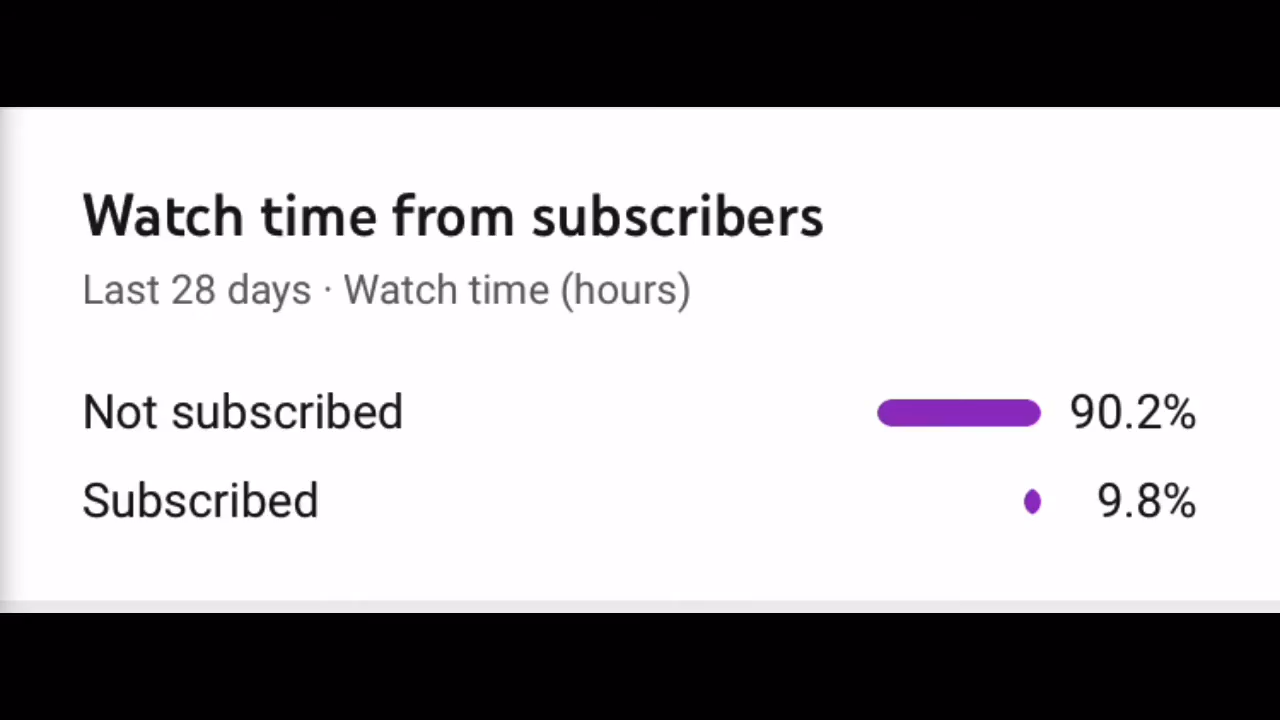 Watch time from subscribers
Last 28 days · Watch time (hours)
Not subscribed 90.2%
Subscribed 9.8%